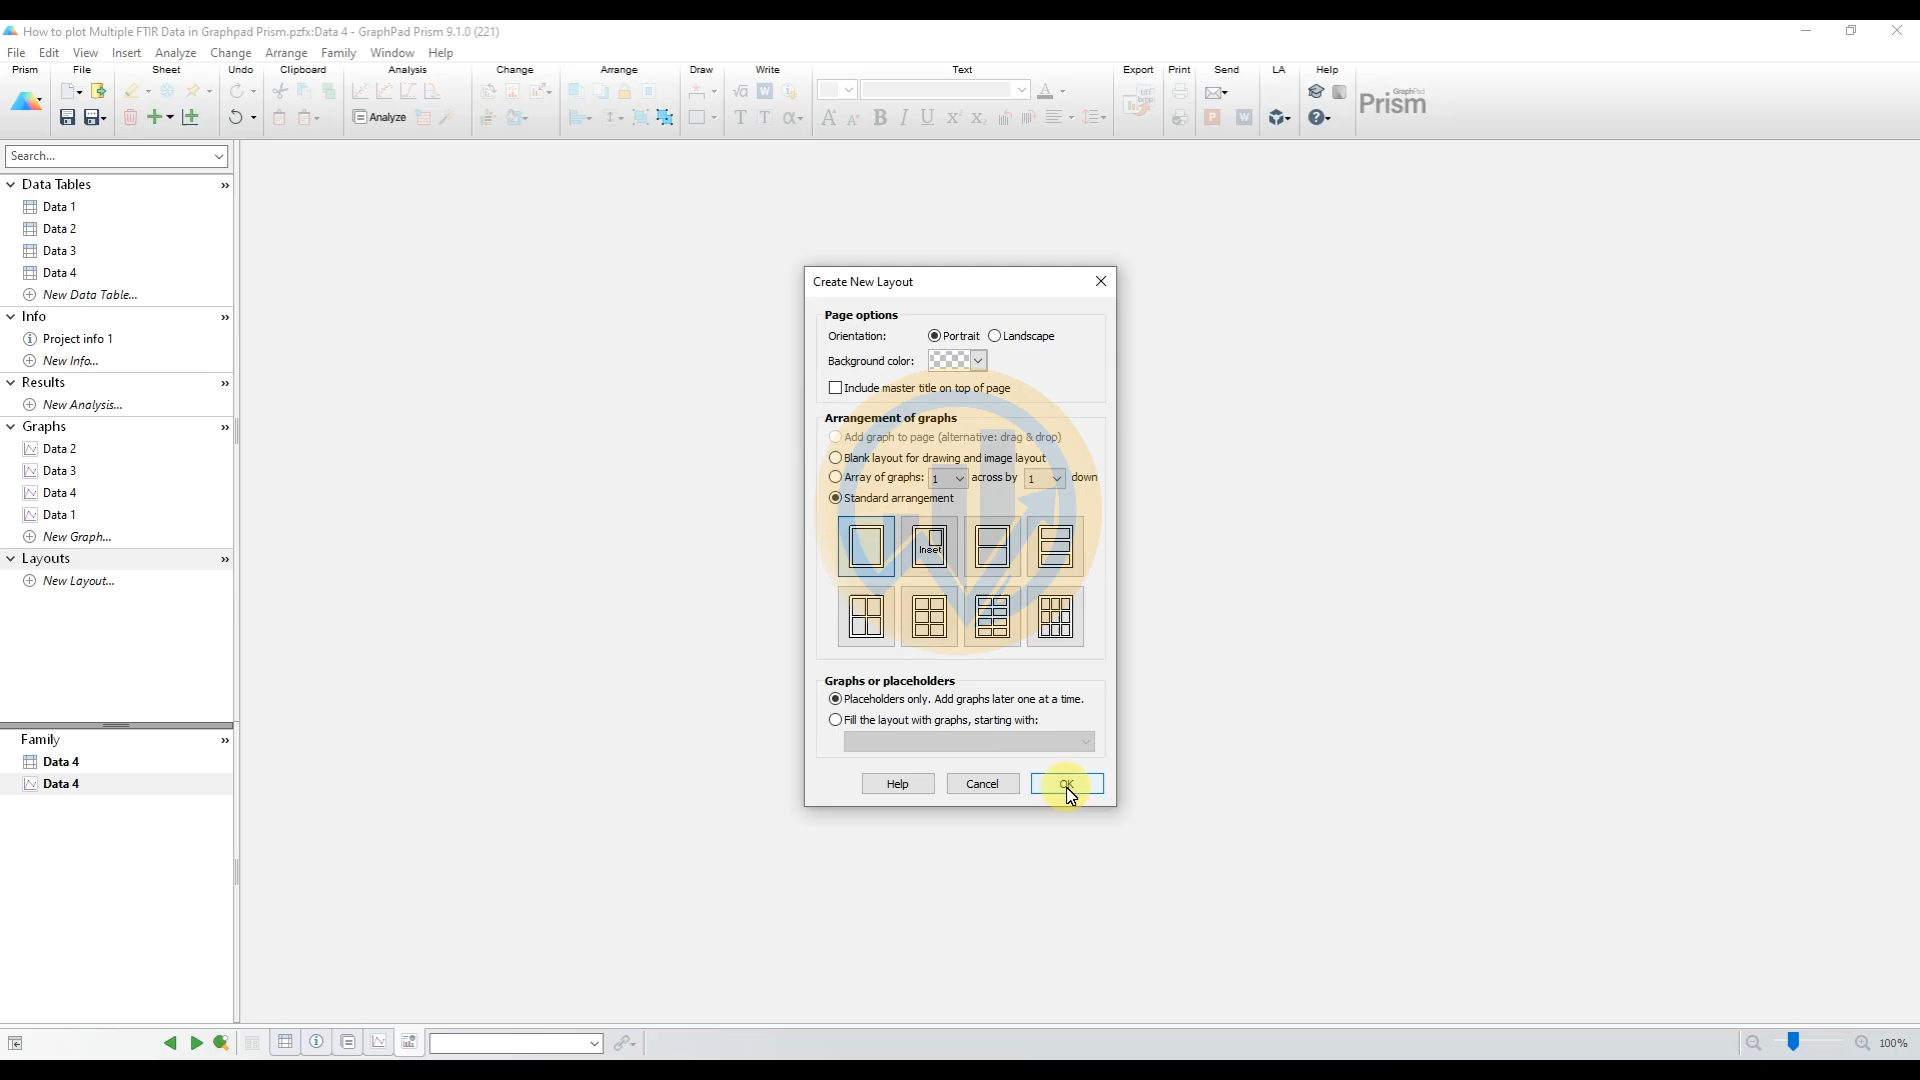 How to plot Multiple FTIR Data in Graphpad Prism.pzfx:Data 4 - GraphPad Prism 9.1.0 (221)
File Edit View Insert Analyze Change Arrange Family Window Help
Prism File Sheet Undo Clipboard Analysis Change Arrange Draw Write Text Export Print Send LA Help
Analyze
GraphPad
Prism
Search...
Data Tables
Data 1
Data 2
Data 3
Data 4
New Data Table...
Info
Project info 1
New Info...
Results
New Analysis...
Graphs
Data 2
Data 3
Data 4
Data 1
New Graph...
Layouts
New Layout...
Family
Data 4
Data 4
Create New Layout
Page options
Orientation: Portrait Landscape
Background color:
Include master title on top of page
Arrangement of graphs
Add graph to page (alternative: drag & drop)
Blank layout for drawing and image layout
Array of graphs: 1 across by 1 down
Standard arrangement
Inset
Graphs or placeholders
Placeholders only. Add graphs later one at a time.
Fill the layout with graphs, starting with:
Help Cancel OK
100%